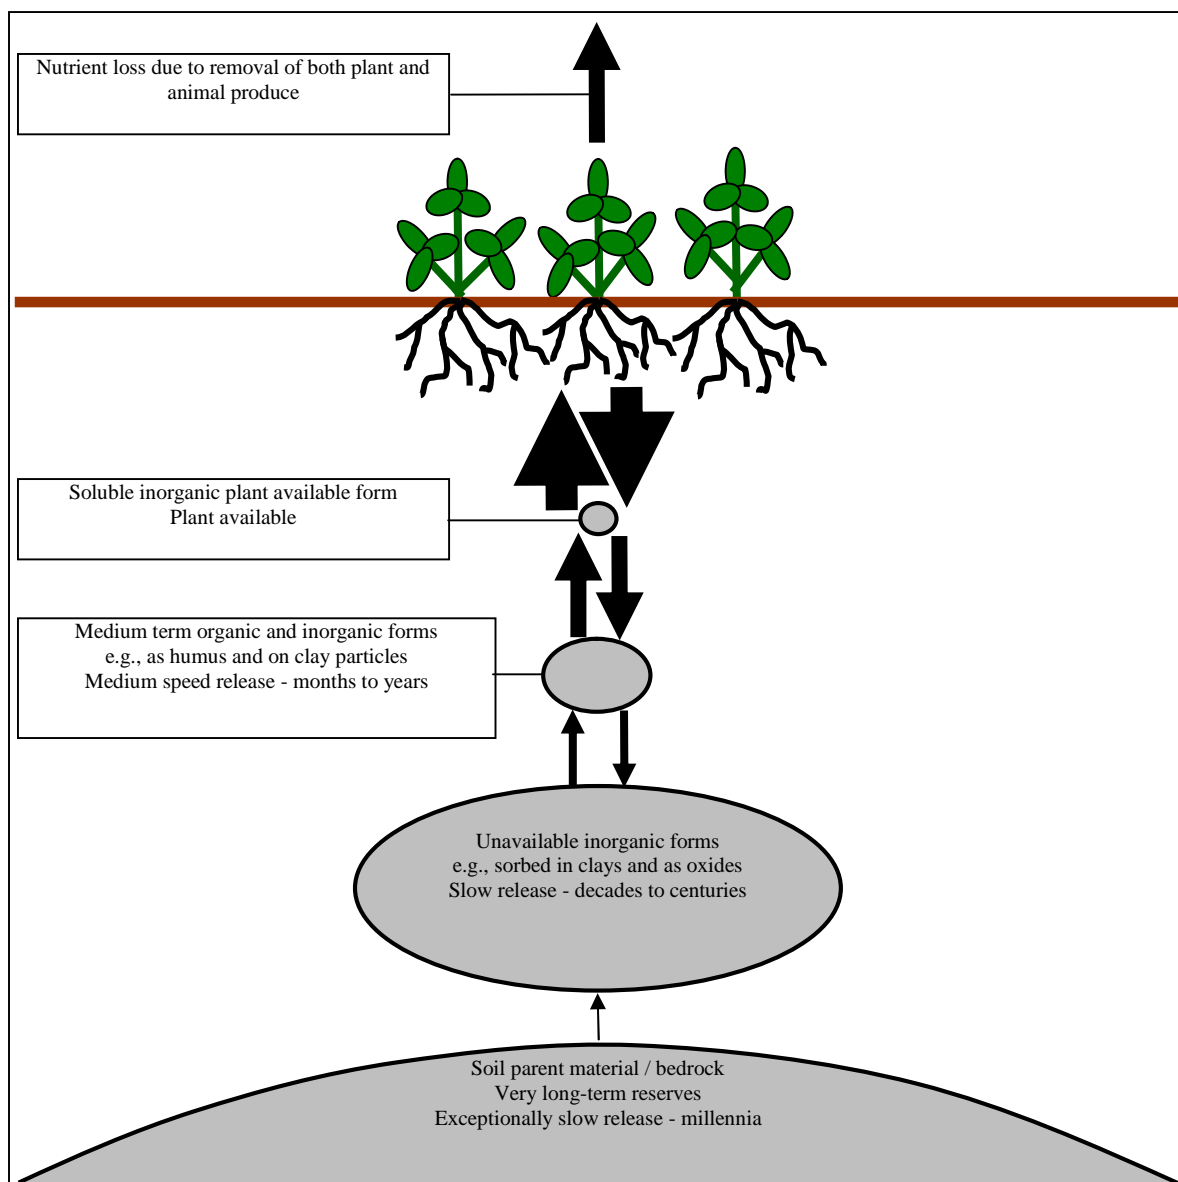 Nutrient loss due to removal of both plant and
animal produce
Soluble inorganic plant available form
Plant available
Medium term organic and inorganic forms
e.g., as humus and on clay particles
Medium speed release - months to years
Unavailable inorganic forms
e.g., sorbed in clays and as oxides
Slow release - decades to centuries
Soil parent material / bedrock
Very long-term reserves
Exceptionally slow release - millennia